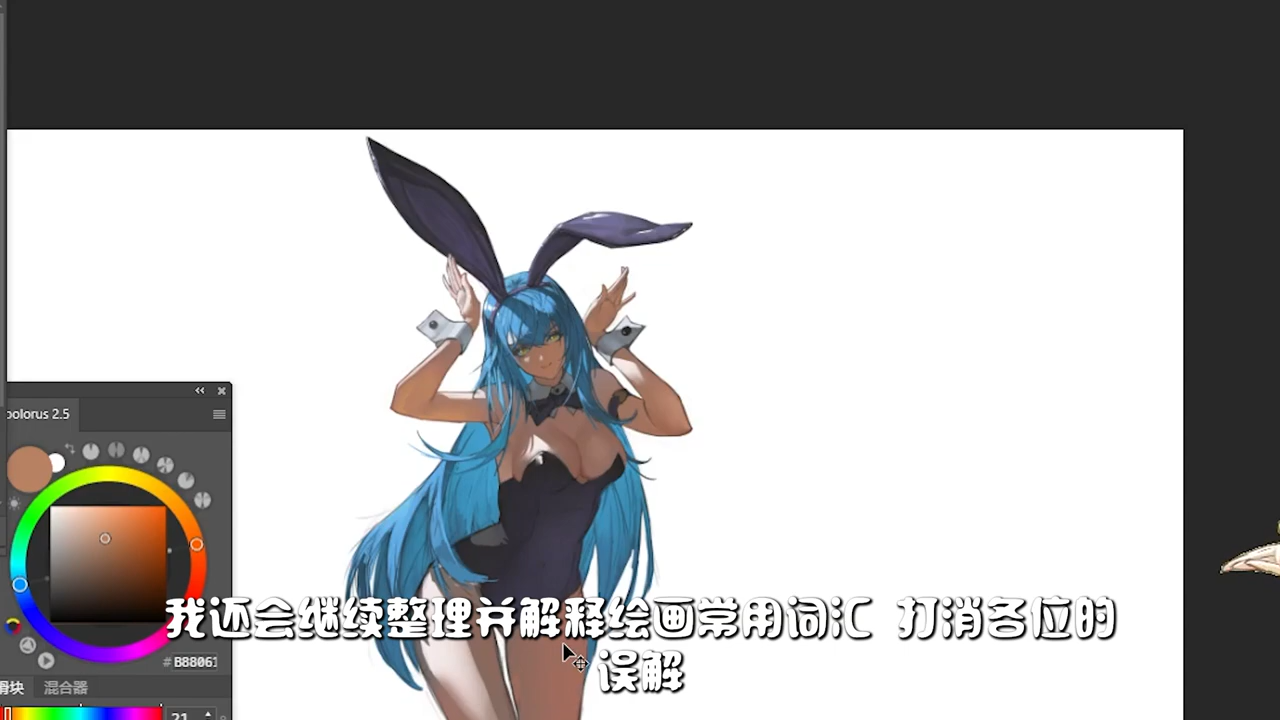 oolorus 2.5
# B88061
滑块 混合器
21
我还会继续整理并解释绘画常用词汇 打消各位的
误解